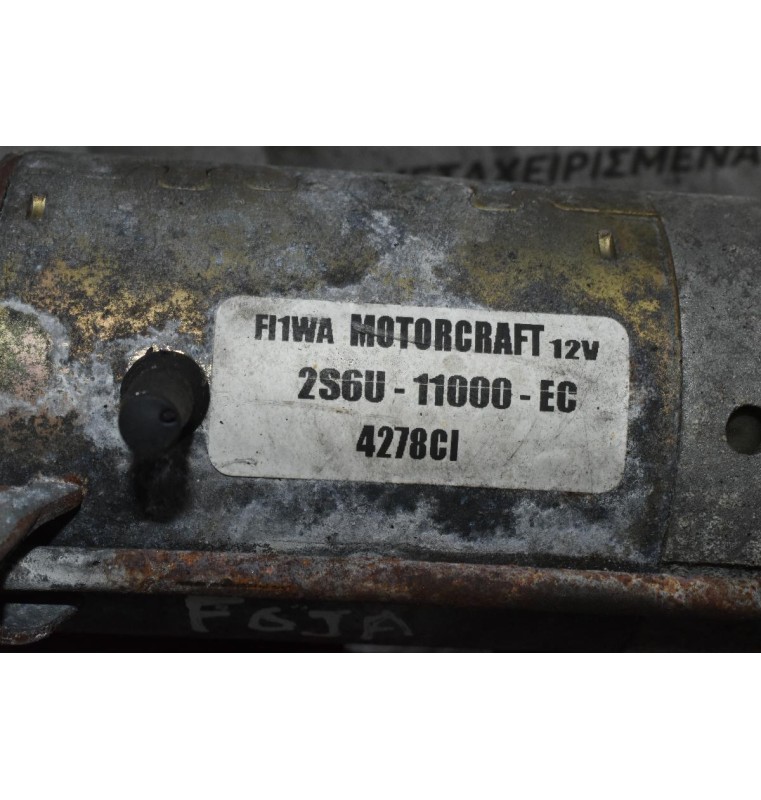 ΜΕΤΑΧΕΙΡΙΣΜΕΝΑ
FI1WA MOTORCRAFT 12V
2S6U - 11000 - EC
4278CI
F6JA